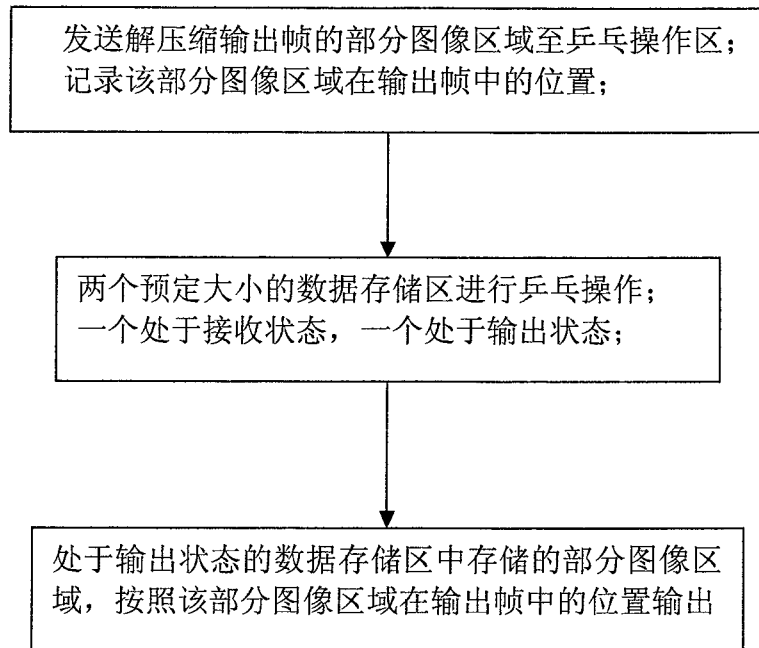 发送解压缩输出帧的部分图像区域至乒乓操作区；
记录该部分图像区域在输出帧中的位置；
两个预定大小的数据存储区进行乒乓操作；
一个处于接收状态，一个处于输出状态；
处于输出状态的数据存储区中存储的部分图像区
域，按照该部分图像区域在输出帧中的位置输出